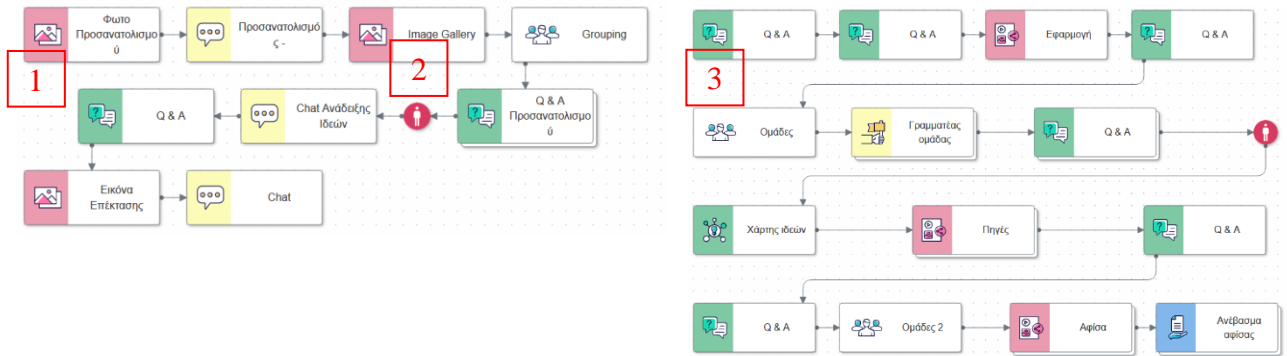 Φωτο
Προσανατολισμο
ύ
Προσανατολισμό
ς -
Image Gallery
Grouping
1
2
Q & A
Chat Ανάδειξης
Ιδεών
Q & A
Προσανατολισμο
ύ
Εικόνα
Επέκτασης
Chat
Q & A
Q & A
Εφαρμογή
Q & A
3
Ομάδες
Γραμματέας
ομάδας
Q & A
Χάρτης ιδεών
Πηγές
Q & A
Q & A
Ομάδες 2
Αφίσα
Ανέβασμα
αφίσας